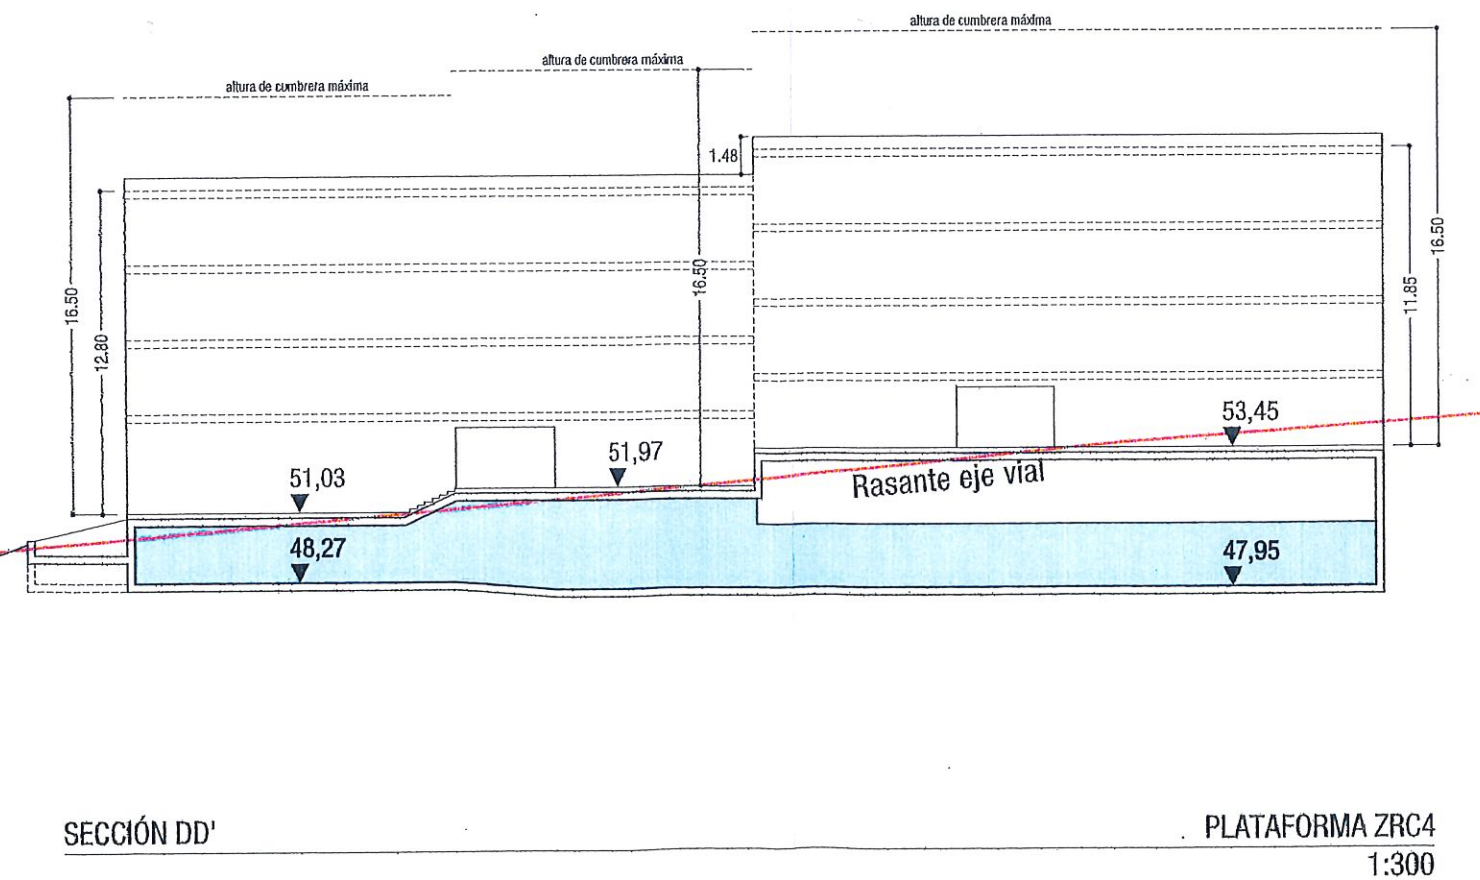 altura de cumbrera máxima
altura de cumbrera máxima
altura de cumbrera máxima
1.48
16.50
12.80
16.50
11.85
16.50
53,45
51,97
51,03
Rasante eje vial
48,27
47,95
SECCIÓN DD'
PLATAFORMA ZRC4
1:300